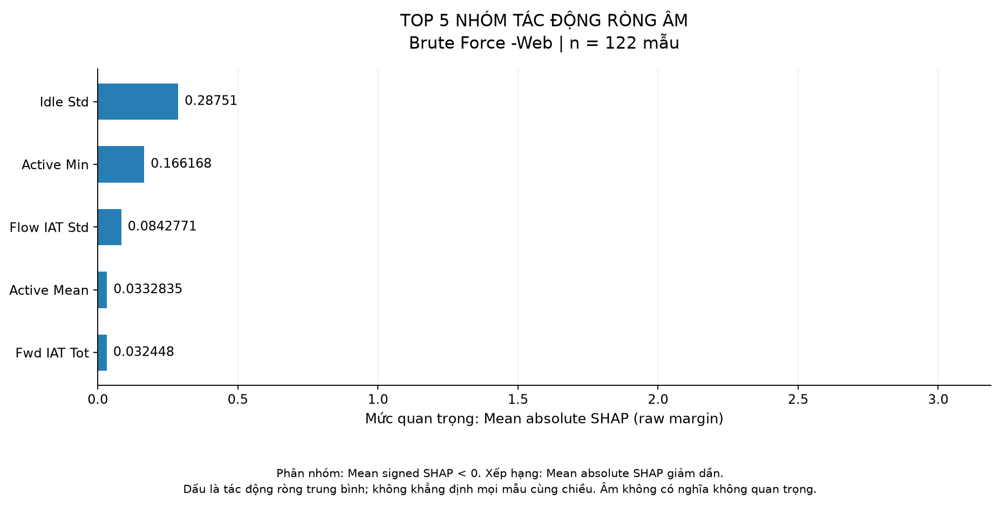 TOP 5 NHÓM TÁC ĐỘNG RÒNG ÂM
Brute Force -Web | n = 122 mẫu
Idle Std
0.28751
Active Min
0.166168
Flow IAT Std
0.0842771
Active Mean
0.0332835
Fwd IAT Tot
0.032448
0.0 0.5 1.0 1.5 2.0 2.5 3.0
Mức quan trọng: Mean absolute SHAP (raw margin)
Phân nhóm: Mean signed SHAP < 0. Xếp hạng: Mean absolute SHAP giảm dần.
Dấu là tác động ròng trung bình; không khẳng định mọi mẫu cùng chiều. Âm không có nghĩa không quan trọng.